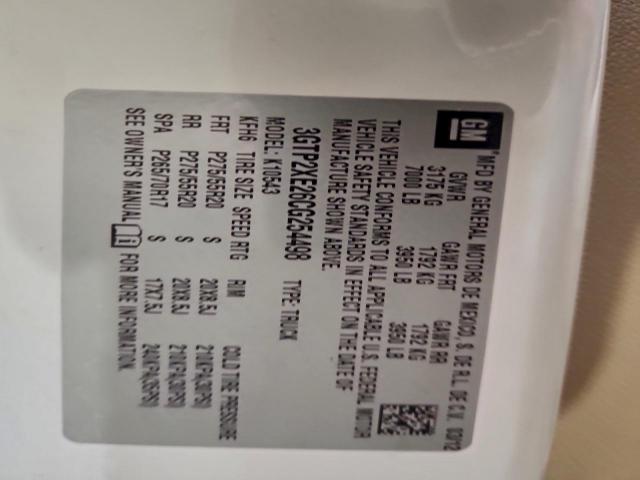 GM
MFD BY GENERAL MOTORS DE MEXICO, S. DE R.L. DE C.V. 03/12
GVWR GAWR FRT GAWR RR
3175 KG 1792 KG 1792 KG
7000 LB 3950 LB 3950 LB
THIS VEHICLE CONFORMS TO ALL APPLICABLE U.S. FEDERAL MOTOR
VEHICLE SAFETY STANDARDS IN EFFECT ON THE DATE OF
MANUFACTURE SHOWN ABOVE.
3GTP2XE26CG254498 TYPE: TRUCK
MODEL: K10543
KFH6 TIRE SIZE SPEED RTG RIM COLD TIRE PRESSURE
FRT P275/55R20 S 20X8.5J 210KPA(30PSI)
RR P275/55R20 S 20X8.5J 210KPA(30PSI)
SPA P265/70R17 S 17X7.5J 240KPA(35PSI)
SEE OWNER'S MANUAL FOR MORE INFORMATION.